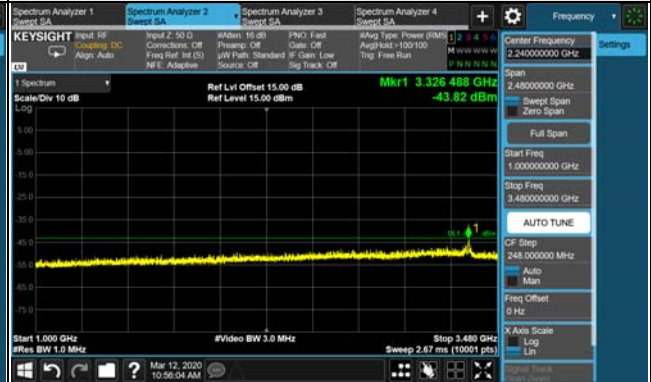 Spectrum Analyzer 1
Swept SA
Spectrum Analyzer 2
Swept SA
Spectrum Analyzer 3
Swept SA
Spectrum Analyzer 4
Swept SA
Frequency
KEYSIGHT
Input: RF
Coupling: DC
Align: Auto
Input Z: 50 Ω
Corrections: Off
Freq Ref: Int (S)
NFE: Adaptive
#Atten: 16 dB
Preamp: Off
µW Path: Standard
Source: Off
PNO: Fast
Gate: Off
IF Gain: Low
Sig Track: Off
#Avg Type: Power (RMS
Avg|Hold >100/100
Trig: Free Run
1 2 3 4 5 6
M W W W W W
P N N N N N
LXI
Center Frequency
2.240000000 GHz
Settings
Span
2.48000000 GHz
Swept Span
Zero Span
Full Span
Start Freq
1.000000000 GHz
Stop Freq
3.480000000 GHz
AUTO TUNE
CF Step
248.000000 MHz
Auto
Man
Freq Offset
0 Hz
X Axis Scale
Log
Lin
Signal Track
1 Spectrum
Scale/Div 10 dB
Log
Ref Lvl Offset 15.00 dB
Ref Level 15.00 dBm
Mkr1 3.326 488 GHz
-43.82 dBm
5.00
-5.00
-15.0
-25.0
-35.0
-45.0
-55.0
-65.0
-75.0
1
Start 1.000 GHz
#Res BW 1.0 MHz
#Video BW 3.0 MHz
Stop 3.480 GHz
Sweep 2.67 ms (10001 pts)
?
Mar 12, 2020
10:56:04 AM